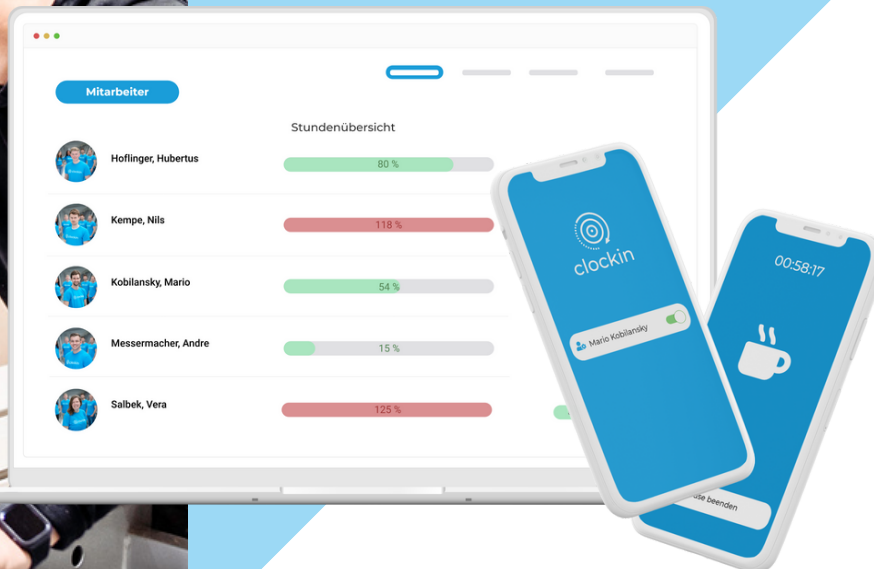 Mitarbeiter
Stundenübersicht
Hoflinger, Hubertus
80 %
Kempe, Nils
118 %
Kobilansky, Mario
54 %
Messermacher, Andre
15 %
Salbek, Vera
125 %
clockin
Mario Kobilansky
00:58:17
beenden